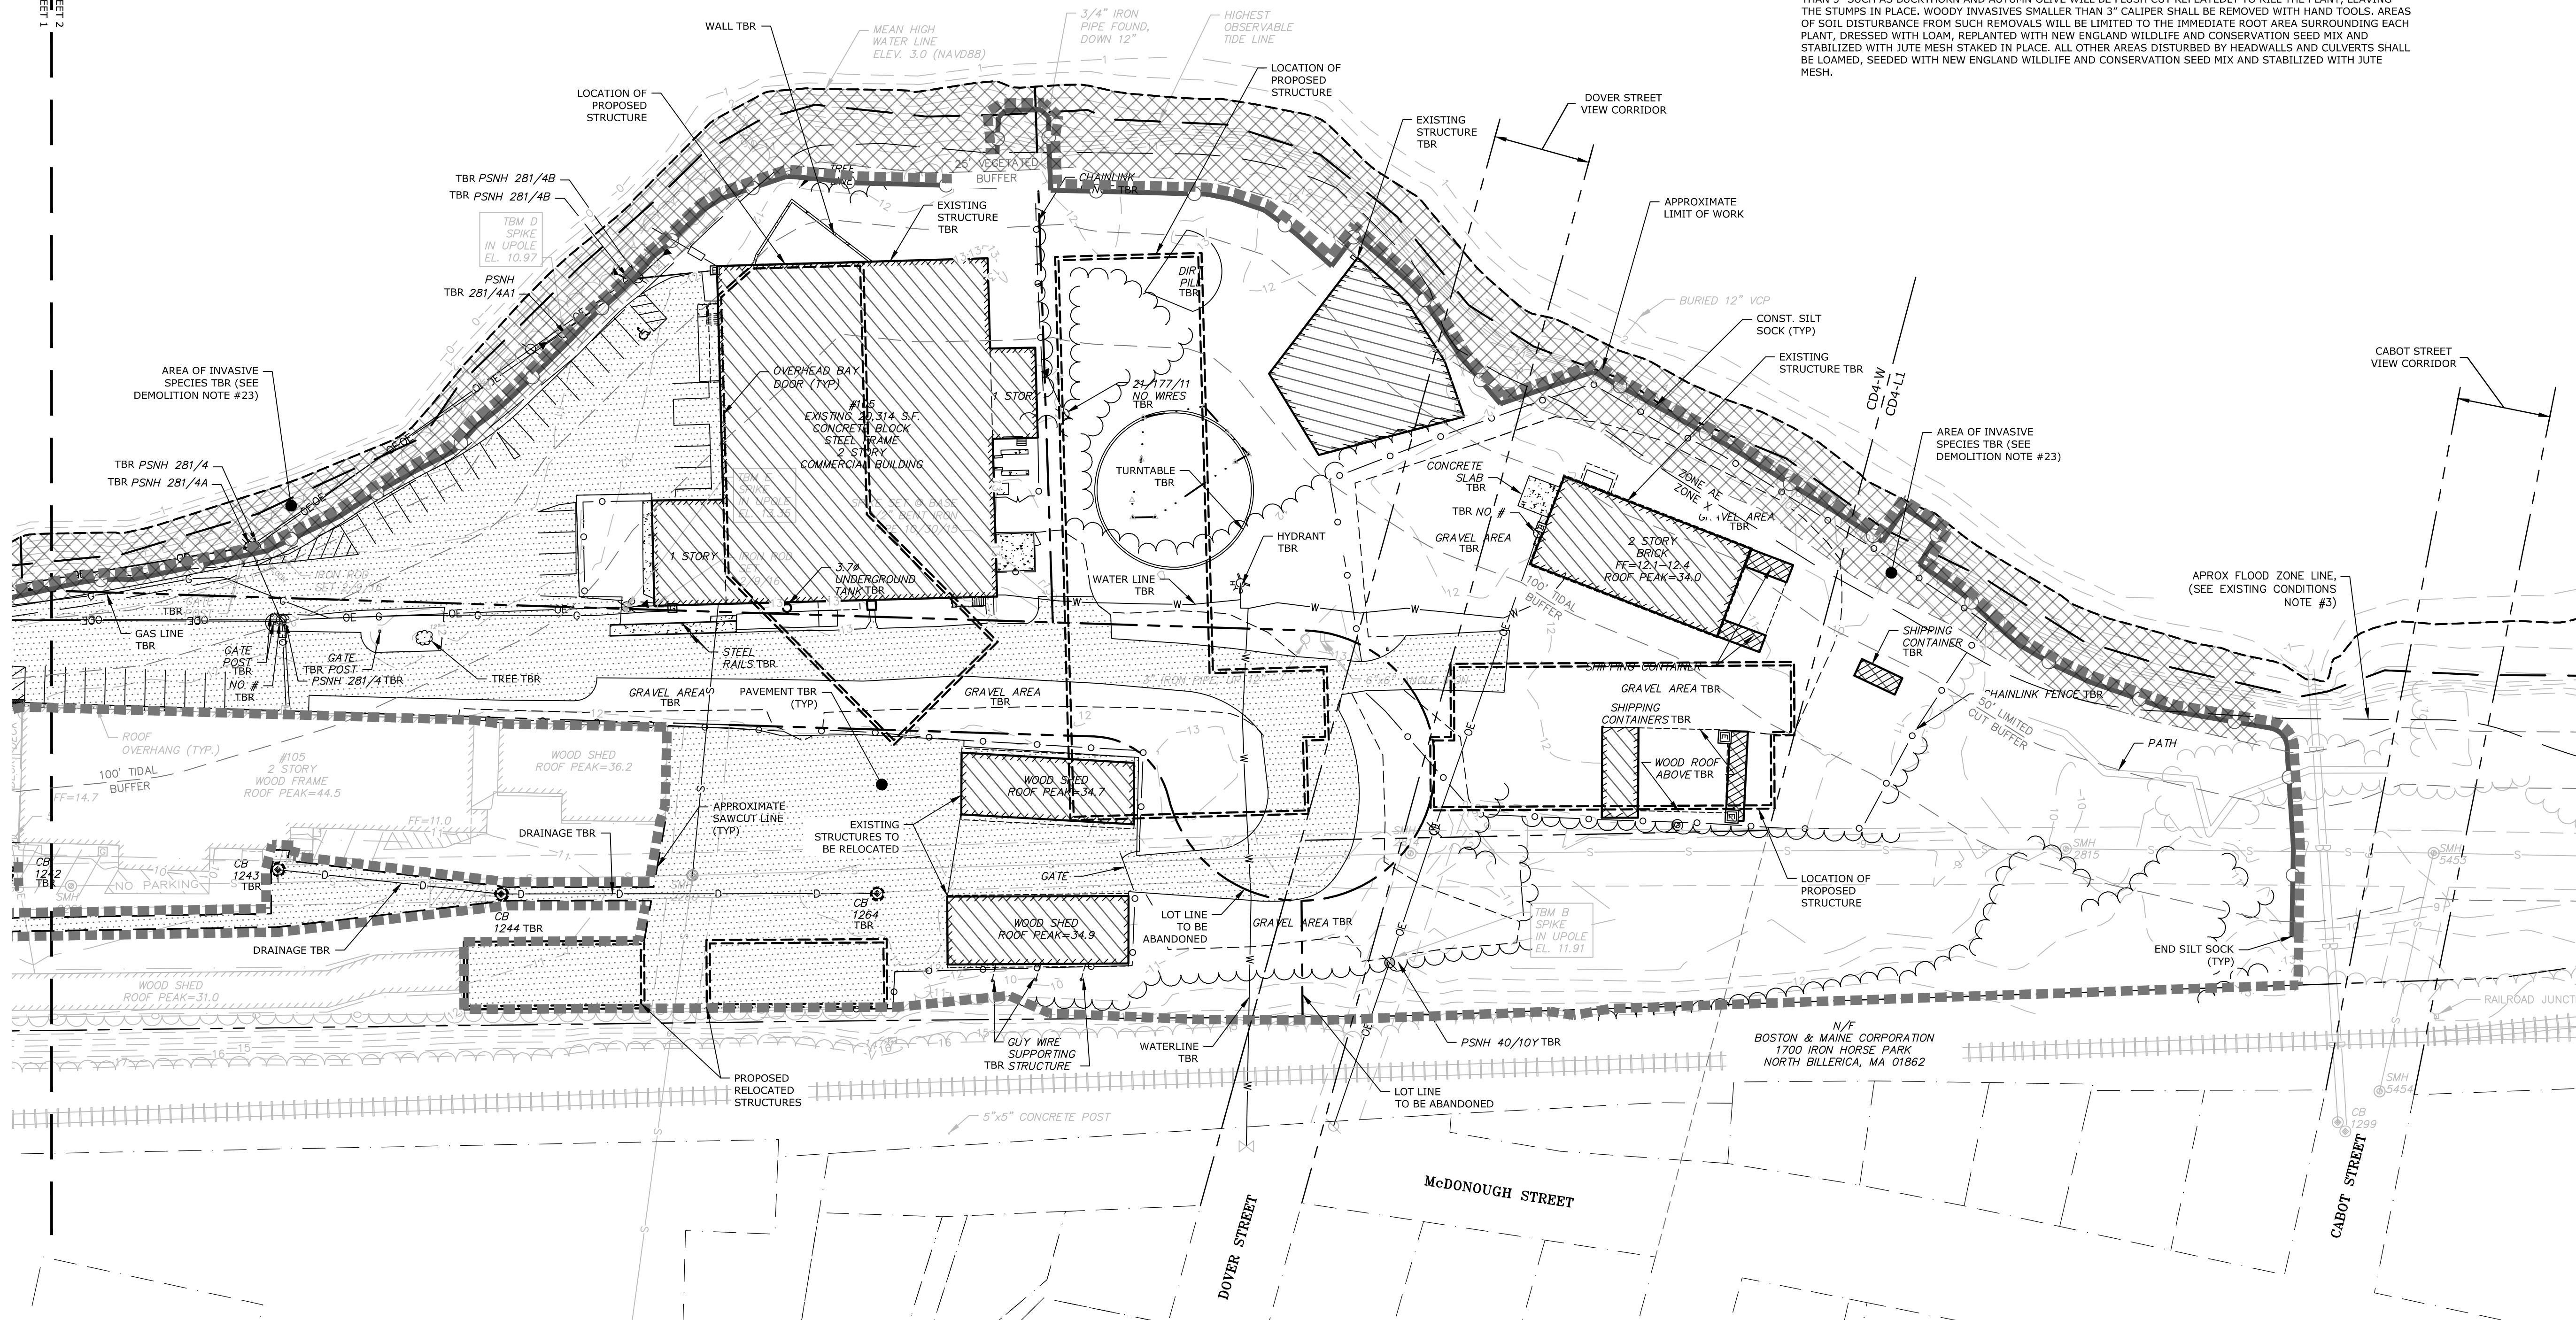 THE STUMPS IN PLACE. WOODY INVASIVES SMALLER THAN 3" CALIPER SHALL BE REMOVED WITH HAND TOOLS. AREAS
OF SOIL DISTURBANCE FROM SUCH REMOVALS WILL BE LIMITED TO THE IMMEDIATE ROOT AREA SURROUNDING EACH
PLANT, DRESSED WITH LOAM, REPLANTED WITH NEW ENGLAND WILDLIFE AND CONSERVATION SEED MIX AND
STABILIZED WITH JUTE MESH STAKED IN PLACE. ALL OTHER AREAS DISTURBED BY HEADWALLS AND CULVERTS SHALL
BE LOAMED, SEEDED WITH NEW ENGLAND WILDLIFE AND CONSERVATION SEED MIX AND STABILIZED WITH JUTE
MESH.
WALL TBR
MEAN HIGH
WATER LINE
ELEV. 3.0 (NAVD88)
3/4" IRON
PIPE FOUND,
DOWN 12"
HIGHEST
OBSERVABLE
TIDE LINE
LOCATION OF
PROPOSED
STRUCTURE
LOCATION OF
PROPOSED
STRUCTURE
DOVER STREET
VIEW CORRIDOR
EXISTING
STRUCTURE
TBR
25' VEGETATED
BUFFER
CHAINLINK
TBR
TBR PSNH 281/4B
TBR PSNH 281/4B
TBM D
SPIKE
IN UPOLE
EL. 10.97
PSNH
TBR 281/4A1
EXISTING
STRUCTURE
TBR
APPROXIMATE
LIMIT OF WORK
TBR
BURIED 12" VCP
CONST. SILT
SOCK (TYP)
EXISTING
STRUCTURE TBR
CD4-W
CD4-L1
CABOT STREET
VIEW CORRIDOR
AREA OF INVASIVE
SPECIES TBR (SEE
DEMOLITION NOTE #23)
OVERHEAD BAY
DOOR (TYP)
EXISTING 20,314 S.F.
CONCRETE BLOCK
STEEL FRAME
2 STORY
COMMERCIAL BUILDING
1 STORY
21/177/11
NO WIRES
TBR
TURNTABLE
TBR
AREA OF INVASIVE
SPECIES TBR (SEE
DEMOLITION NOTE #23)
TBR PSNH 281/4
TBR PSNH 281/4A
CONCRETE
SLAB
TBR
TBR NO #
GRAVEL AREA
TBR
ZONE AE
ZONE X
AREA
TBR
HYDRANT
TBR
2 STORY
BRICK
FF=12.1-12.4
ROOF PEAK=34.0
1 STORY
3.7ø
UNDERGROUND
TANK TBR
WATER LINE
TBR
100' TIDAL
BUFFER
APROX FLOOD ZONE LINE,
(SEE EXISTING CONDITIONS
NOTE #3)
TBR
GAS LINE
TBR
GATE
POST
TBR
NO #
TBR
GATE
TBR POST
PSNH 281/4 TBR
TREE TBR
STEEL
RAILS TBR
SHIPPING
CONTAINER
TBR
SHIPPING CONTAINER
GRAVEL AREA
TBR
PAVEMENT TBR
(TYP)
GRAVEL AREA
TBR
GRAVEL AREA TBR
CHAINLINK FENCE TBR
50' LIMITED
CUT BUFFER
SHIPPING
CONTAINERS TBR
WOOD ROOF
ABOVE TBR
PATH
ROOF
OVERHANG (TYP.)
100' TIDAL
BUFFER
FF=14.7
#105
2 STORY
WOOD FRAME
ROOF PEAK=44.5
WOOD SHED
ROOF PEAK=36.2
FF=11.0
WOOD SHED
ROOF PEAK=34.7
APPROXIMATE
SAWCUT LINE
(TYP)
DRAINAGE TBR
EXISTING
STRUCTURES TO
BE RELOCATED
GATE
CB
1242
TBR
CB
1243
TBR
NO PARKING
SMH
CB
1244 TBR
CB
1264
TBR
DRAINAGE TBR
SMH
2815
SMH
5453
LOCATION OF
PROPOSED
STRUCTURE
LOT LINE
TO BE
ABANDONED
GRAVEL AREA TBR
WOOD SHED
ROOF PEAK=34.9
TBM B
SPIKE
IN UPOLE
EL. 11.91
END SILT SOCK
(TYP)
WOOD SHED
ROOF PEAK=31.0
GUY WIRE
SUPPORTING
TBR STRUCTURE
WATERLINE
TBR
PSNH 40/10Y TBR
N/F
BOSTON & MAINE CORPORATION
1700 IRON HORSE PARK
NORTH BILLERICA, MA 01862
PROPOSED
RELOCATED
STRUCTURES
LOT LINE
TO BE ABANDONED
5"x5" CONCRETE POST
SMH
5454
CB
1299
McDONOUGH STREET
DOVER STREET
CABOT STREET